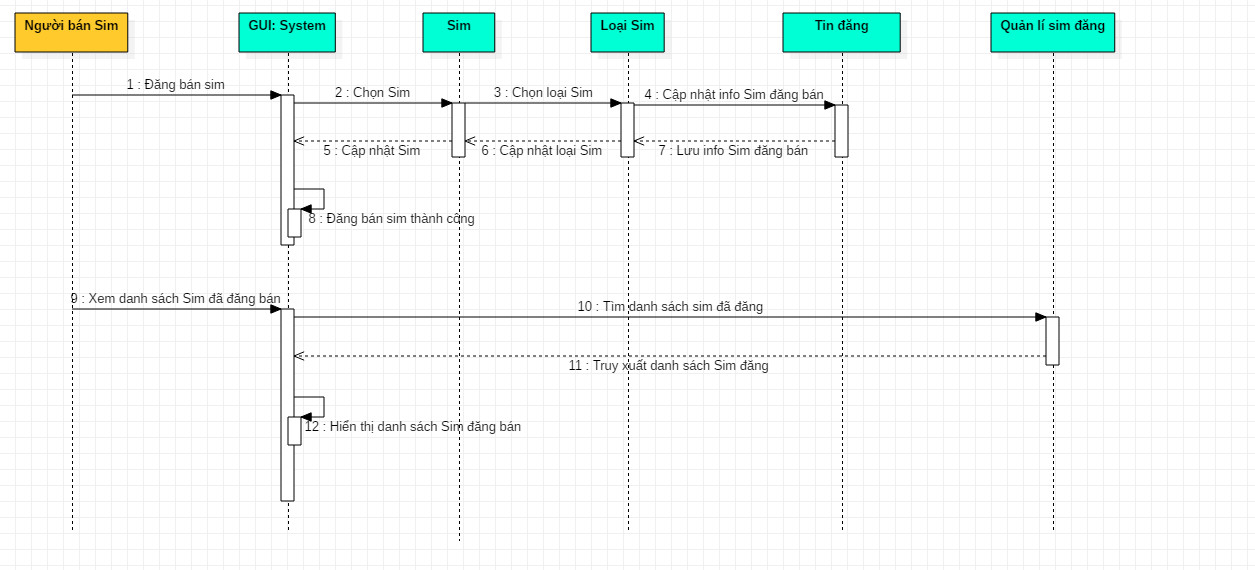 Người bán Sim
GUI: System
Sim
Loại Sim
Tin đăng
Quản lí sim đăng
1 : Đăng bán sim
2 : Chọn Sim
3 : Chọn loại Sim
4 : Cập nhật info Sim đăng bán
5 : Cập nhật Sim
6 : Cập nhật loại Sim
7 : Lưu info Sim đăng bán
8 : Đăng bán sim thành công
9 : Xem danh sách Sim đã đăng bán
10 : Tìm danh sách sim đã đăng
11 : Truy xuất danh sách Sim đăng
12 : Hiển thị danh sách Sim đăng bán